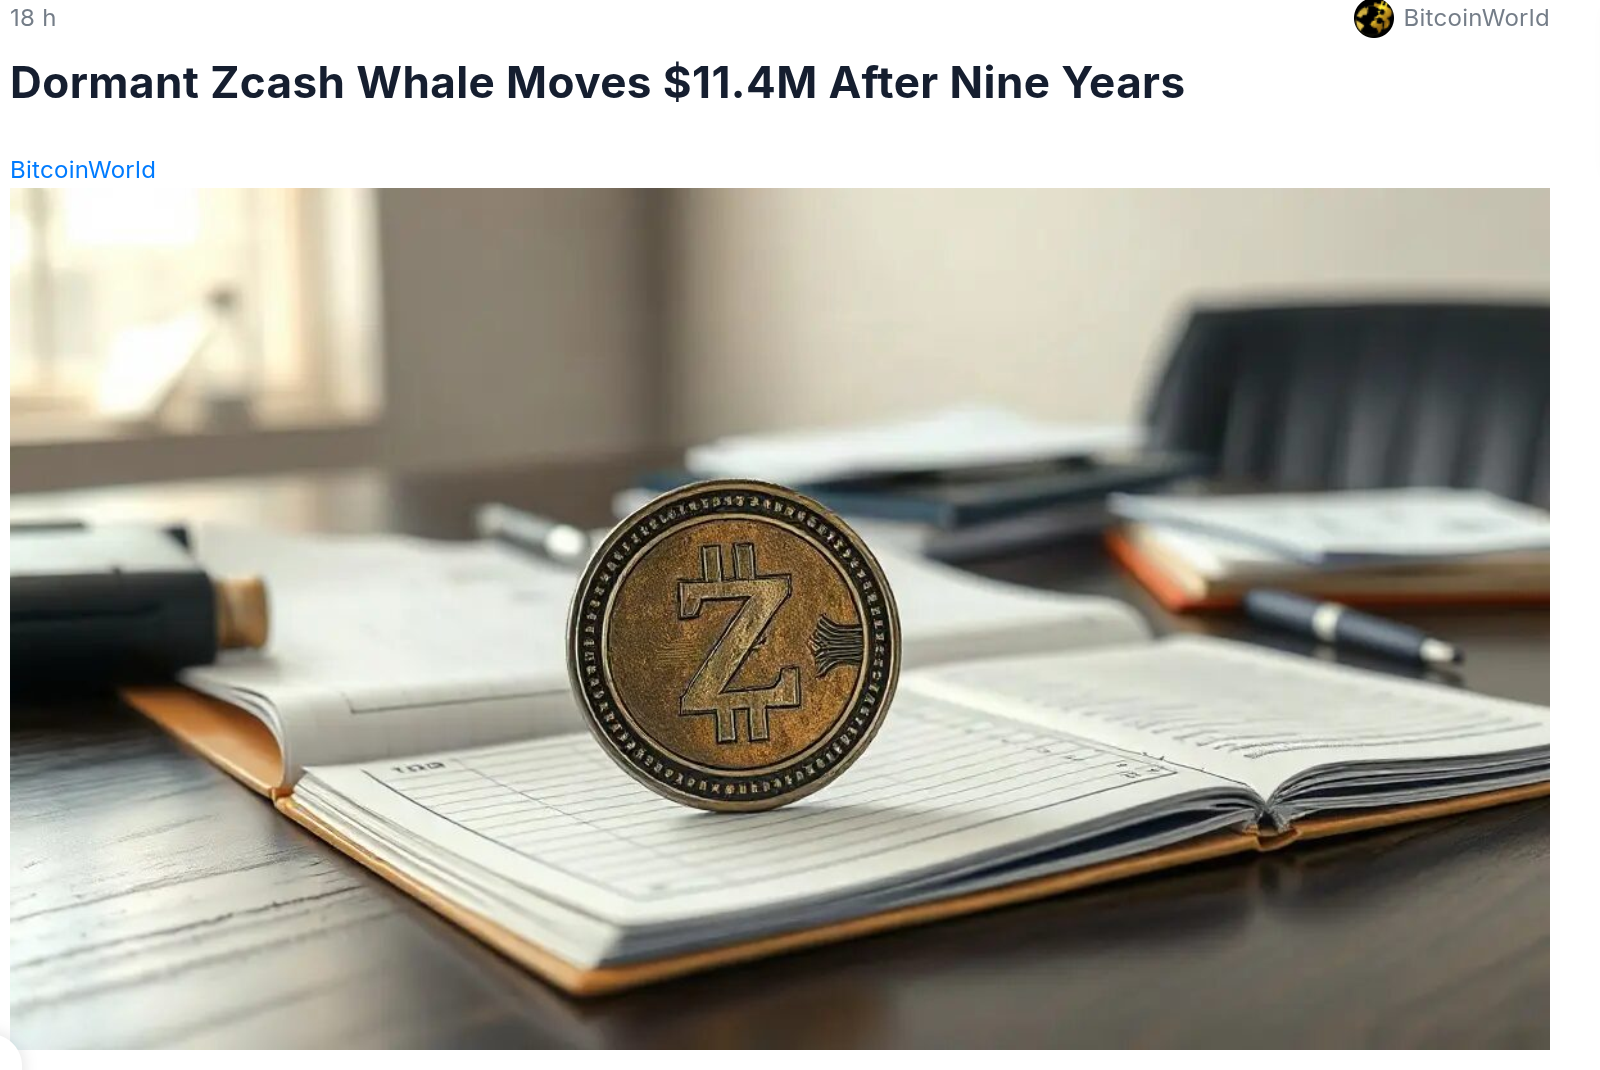 18 h
BitcoinWorld
Dormant Zcash Whale Moves $11.4M After Nine Years
BitcoinWorld
Z